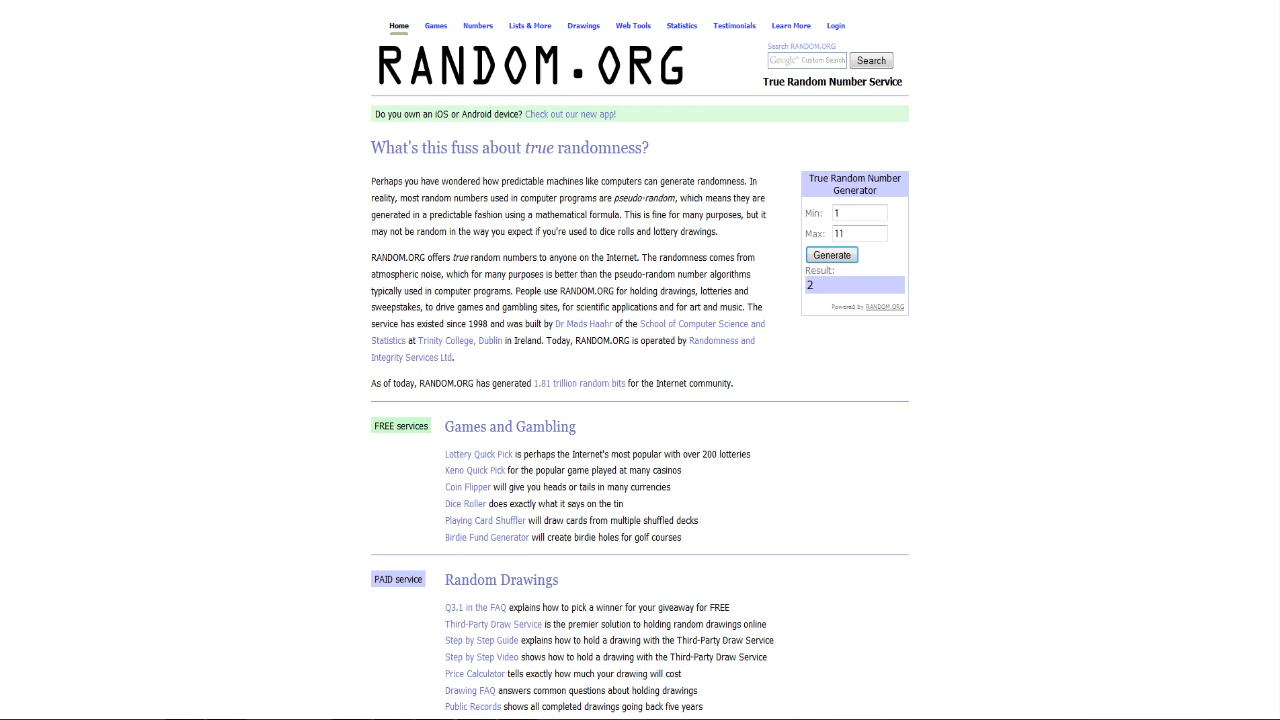 Home Games Numbers Lists & More Drawings Web Tools Statistics Testimonials Learn More Login
RANDOM.ORG
Search RANDOM.ORG
Google™ Custom Search Search
True Random Number Service
Do you own an iOS or Android device? Check out our new app!
What's this fuss about true randomness?
Perhaps you have wondered how predictable machines like computers can generate randomness. In
reality, most random numbers used in computer programs are pseudo-random, which means they are
generated in a predictable fashion using a mathematical formula. This is fine for many purposes, but it
may not be random in the way you expect if you're used to dice rolls and lottery drawings.
RANDOM.ORG offers true random numbers to anyone on the Internet. The randomness comes from
atmospheric noise, which for many purposes is better than the pseudo-random number algorithms
typically used in computer programs. People use RANDOM.ORG for holding drawings, lotteries and
sweepstakes, to drive games and gambling sites, for scientific applications and for art and music. The
service has existed since 1998 and was built by Dr Mads Haahr of the School of Computer Science and
Statistics at Trinity College, Dublin in Ireland. Today, RANDOM.ORG is operated by Randomness and
Integrity Services Ltd.
As of today, RANDOM.ORG has generated 1.81 trillion random bits for the Internet community.
True Random Number
Generator
Min: 1
Max: 11
Generate
Result:
2
Powered by RANDOM.ORG
FREE services
Games and Gambling
Lottery Quick Pick is perhaps the Internet's most popular with over 200 lotteries
Keno Quick Pick for the popular game played at many casinos
Coin Flipper will give you heads or tails in many currencies
Dice Roller does exactly what it says on the tin
Playing Card Shuffler will draw cards from multiple shuffled decks
Birdie Fund Generator will create birdie holes for golf courses
PAID service
Random Drawings
Q3.1 in the FAQ explains how to pick a winner for your giveaway for FREE
Third-Party Draw Service is the premier solution to holding random drawings online
Step by Step Guide explains how to hold a drawing with the Third-Party Draw Service
Step by Step Video shows how to hold a drawing with the Third-Party Draw Service
Price Calculator tells exactly how much your drawing will cost
Drawing FAQ answers common questions about holding drawings
Public Records shows all completed drawings going back five years